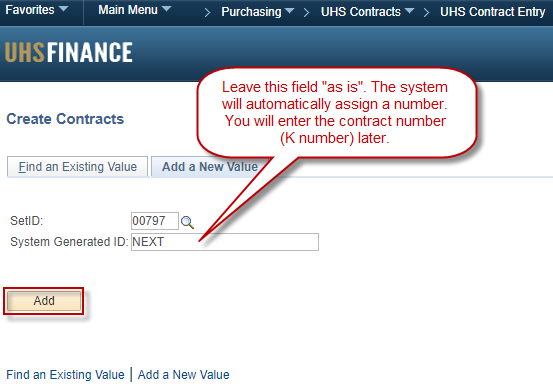 Favorites Main Menu > Purchasing > UHS Contracts > UHS Contract Entry
UHSFINANCE
Leave this field "as is". The system
will automatically assign a number.
You will enter the contract number
(K number) later.
Create Contracts
Find an Existing Value Add a New Value
SetID: 00797
System Generated ID: NEXT
Add
Find an Existing Value | Add a New Value